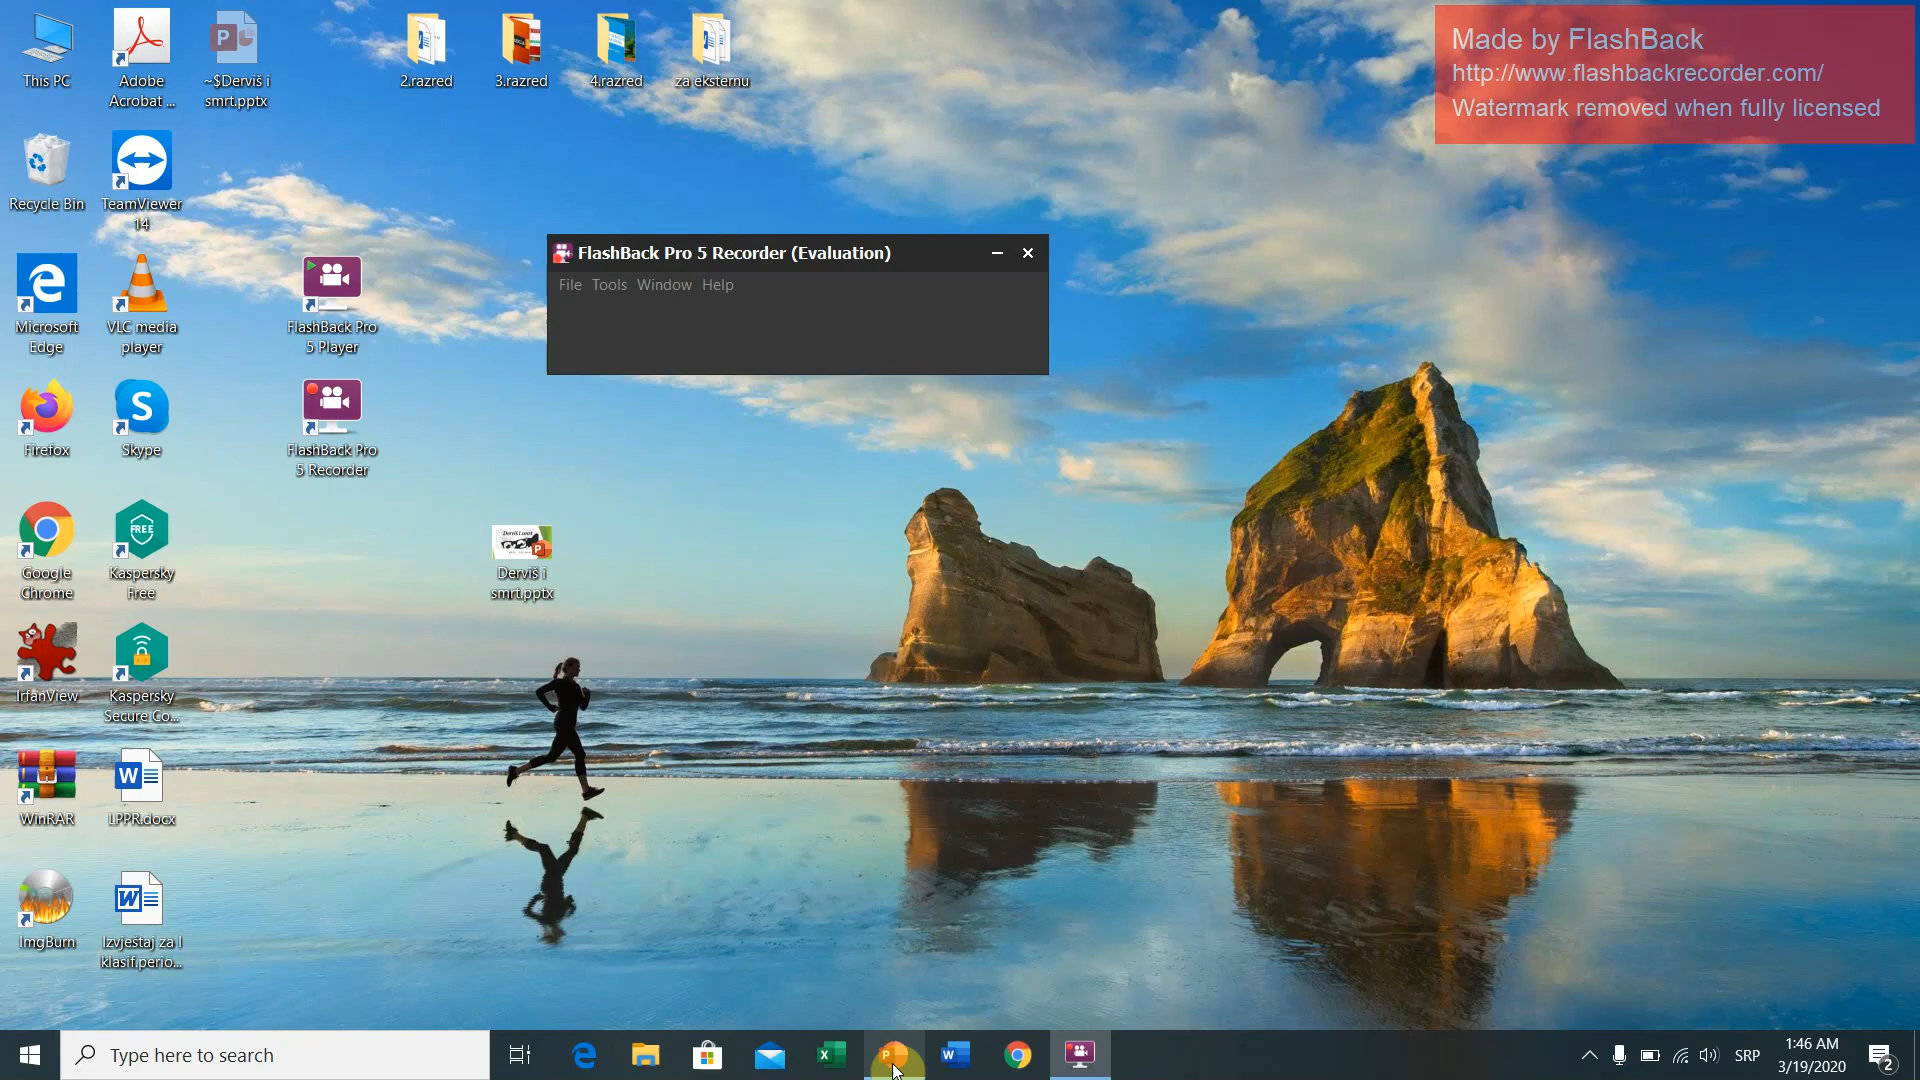 This PC
Adobe
Acrobat ...
~$Derviš i
smrt.pptx
2.razred
3.razred
4.razred
za eksternu
Made by FlashBack
http://www.flashbackrecorder.com/
Watermark removed when fully licensed
Recycle Bin
TeamViewer
14
FlashBack Pro 5 Recorder (Evaluation)
File Tools Window Help
Microsoft
Edge
VLC media
player
FlashBack Pro
5 Player
Firefox
Skype
FlashBack Pro
5 Recorder
Google
Chrome
FREE
Kaspersky
Free
Derviš i
smrt.pptx
IrfanView
Kaspersky
Secure Co...
WinRAR
LPPR.docx
ImgBurn
Izvještaj za I
klasif.perio...
Type here to search
SRP
1:46 AM
3/19/2020
2